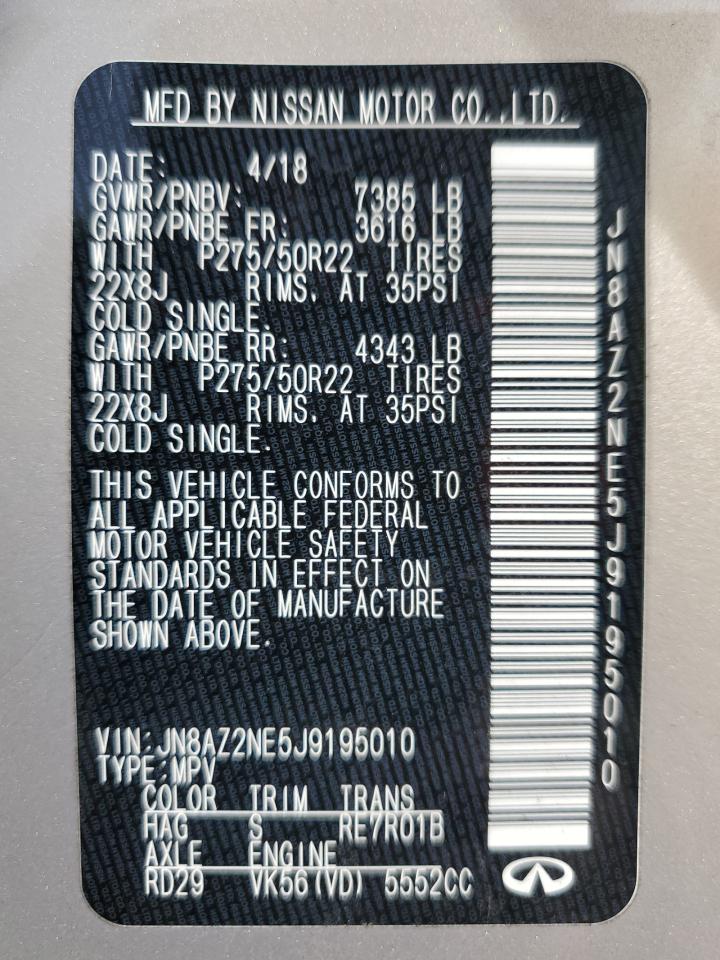 MFD BY NISSAN MOTOR CO.,LTD.
DATE: 4/18
GVWR/PNBV: 7385 LB
GAWR/PNBE FR: 3616 LB
WITH P275/50R22 TIRES
22X8J RIMS. AT 35PSI
COLD SINGLE.
GAWR/PNBE RR: 4343 LB
WITH P275/50R22 TIRES
22X8J RIMS. AT 35PSI
COLD SINGLE.
THIS VEHICLE CONFORMS TO
ALL APPLICABLE FEDERAL
MOTOR VEHICLE SAFETY
STANDARDS IN EFFECT ON
THE DATE OF MANUFACTURE
SHOWN ABOVE.
VIN:JN8AZ2NE5J9195010
TYPE:MPV
COLOR TRIM TRANS
HAG S RE7R01B
AXLE ENGINE
RD29 VK56(VD) 5552CC
JN8AZ2NE5J9195010